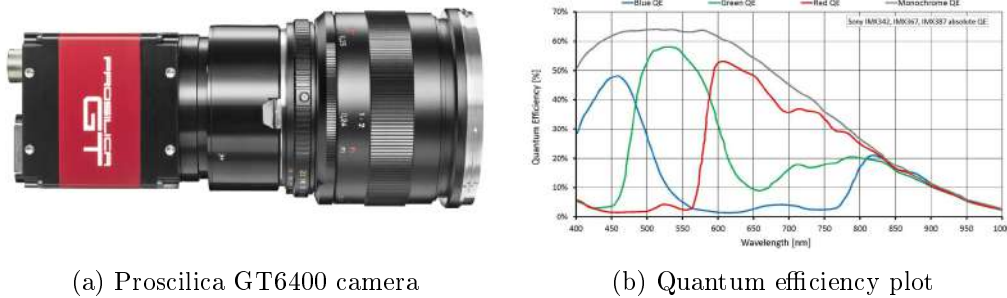 PROSILICA
GT
Blue QE Green QE Red QE Monochrome QE
Sony IMX342, IMX367, IMX387 absolute QE
Quantum Efficiency [%]
70%
60%
50%
40%
30%
20%
10%
0%
400 450 500 550 600 650 700 750 800 850 900 950 1000
Wavelength [nm]
(a) Proscilica GT6400 camera
(b) Quantum efficiency plot